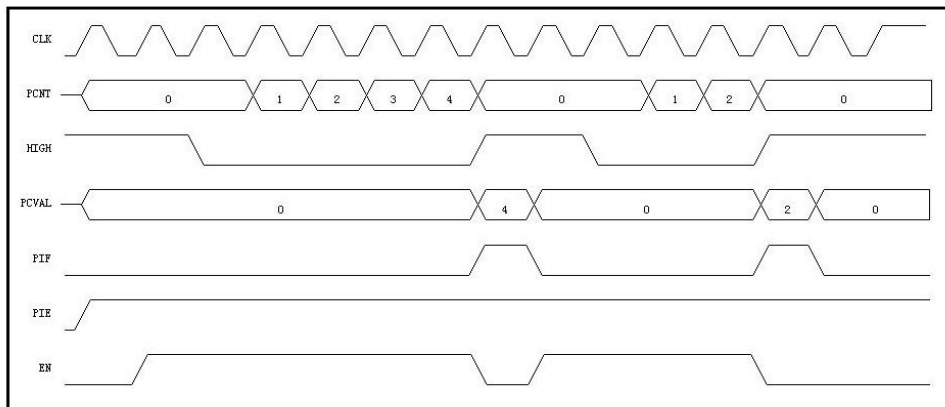 CLK
PCNT 0 1 2 3 4 0 1 2 0
HIGH
PCVAL 0 4 0 2 0
PIF
PIE
EN